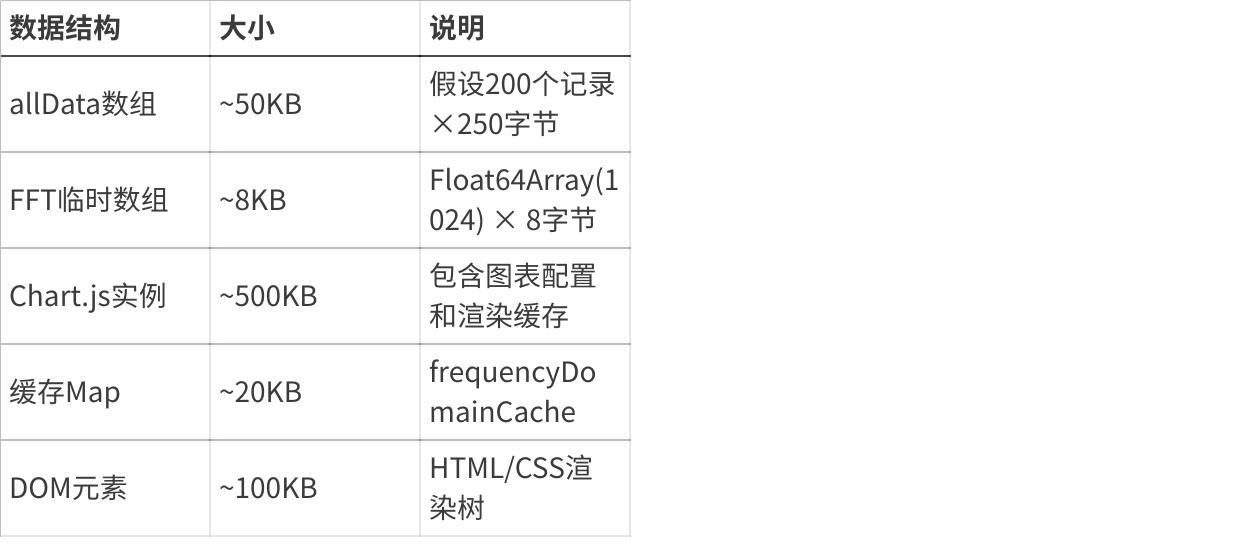 数据结构 大小 说明
allData数组 ~50KB 假设200个记录
×250字节
FFT临时数组 ~8KB Float64Array(1
024) × 8字节
Chart.js实例 ~500KB 包含图表配置
和渲染缓存
缓存Map ~20KB frequencyDo
mainCache
DOM元素 ~100KB HTML/CSS渲
染树